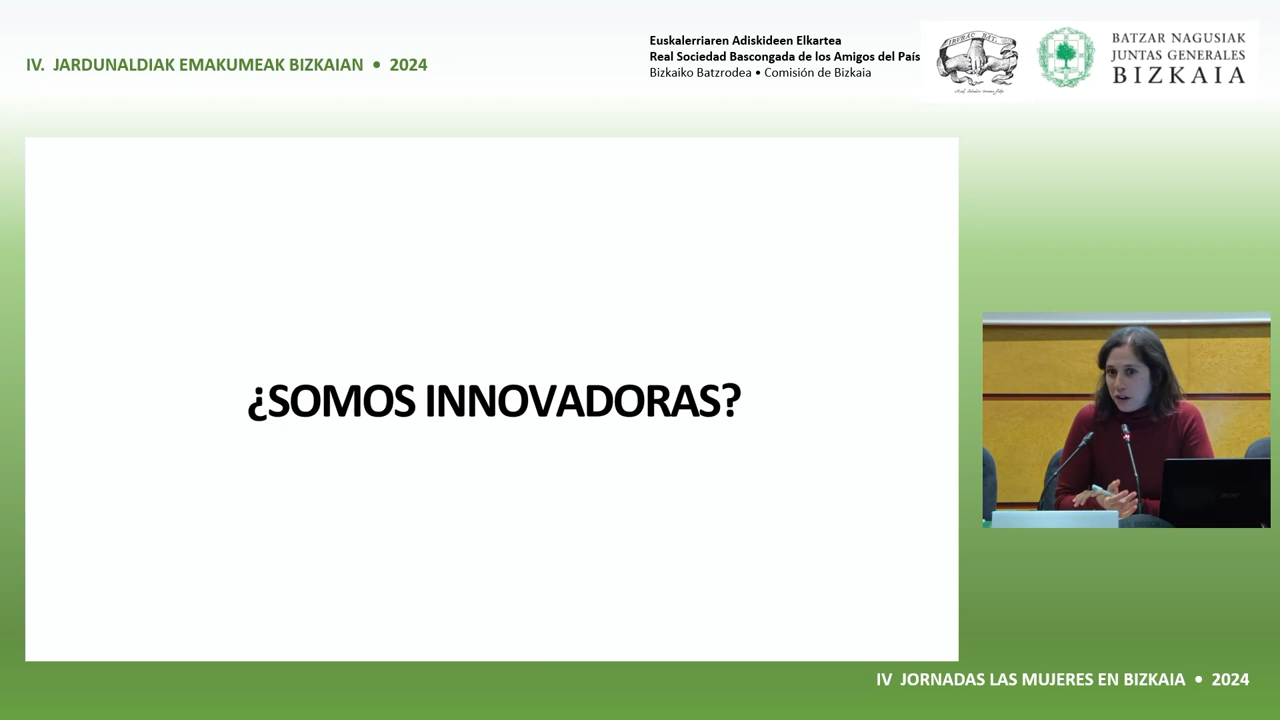 IV. JARDUNALDIAK EMAKUMEAK BIZKAIAN • 2024
Euskalerriaren Adiskideen Elkartea
Real Sociedad Bascongada de los Amigos del País
Bizkaiko Batzrodea • Comisión de Bizkaia
BATZAR NAGUSIAK
JUNTAS GENERALES
BIZKAIA
¿SOMOS INNOVADORAS?
acer
IV JORNADAS LAS MUJERES EN BIZKAIA • 2024